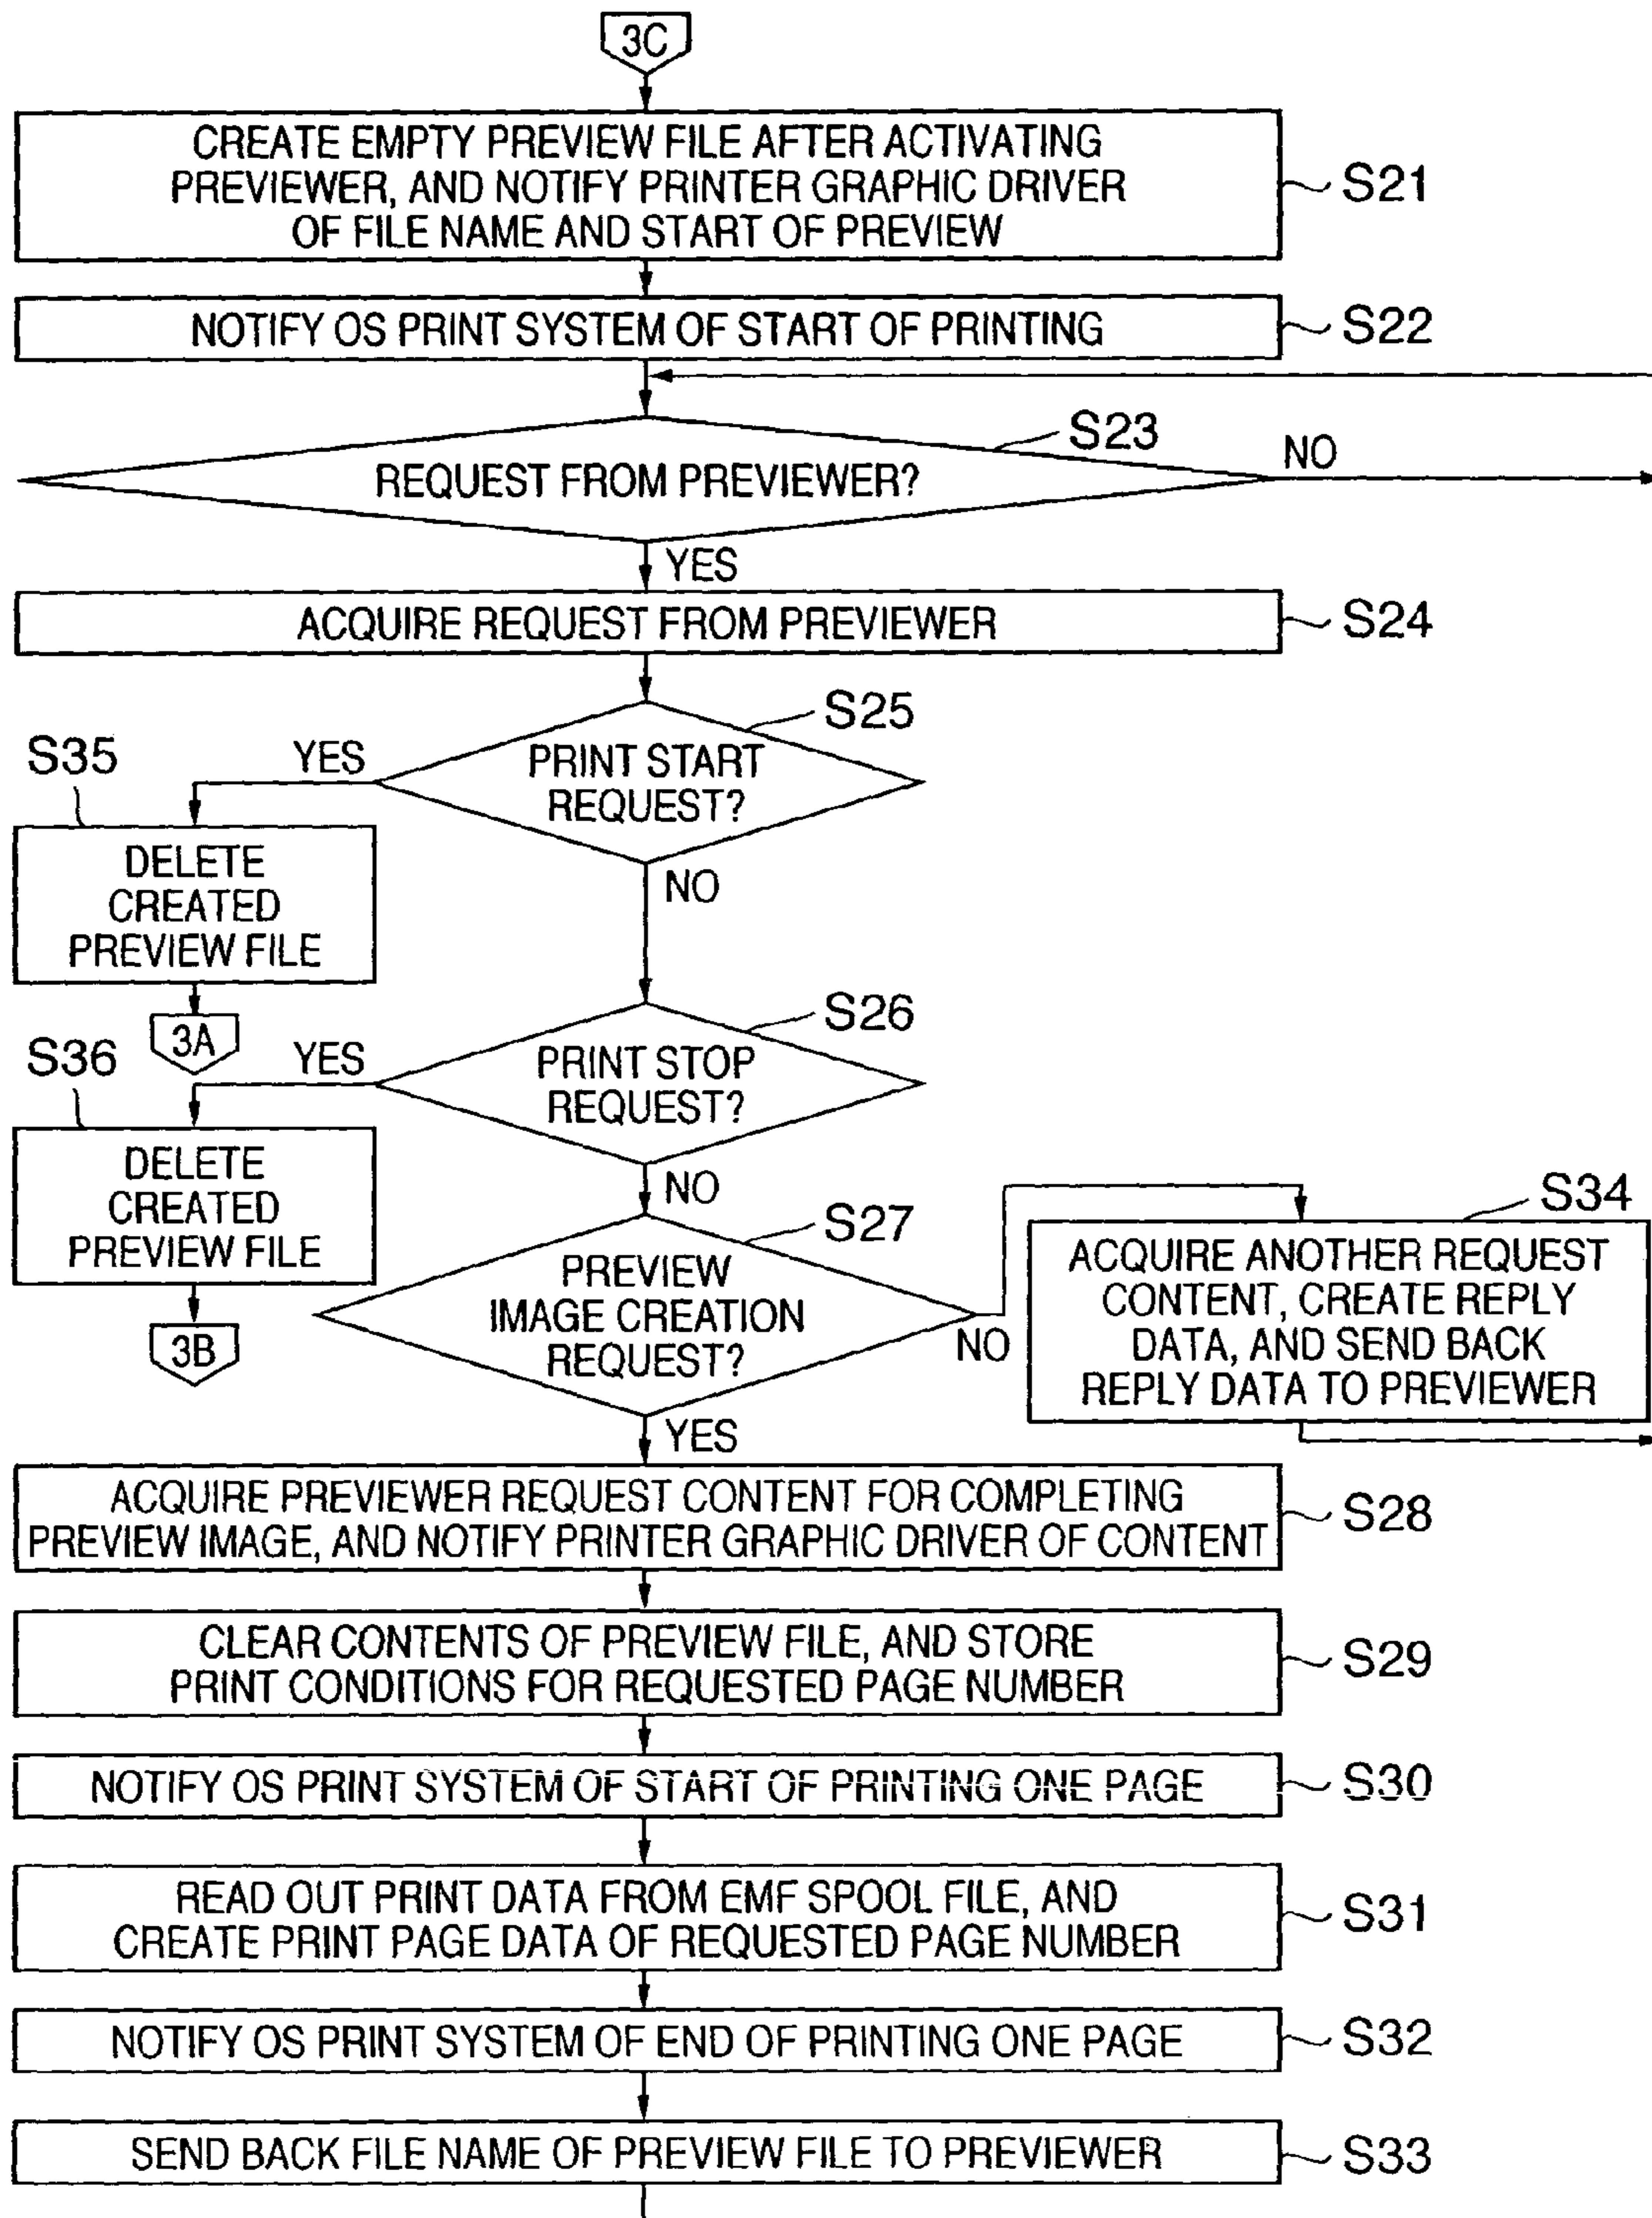 3C
CREATE EMPTY PREVIEW FILE AFTER ACTIVATING
PREVIEWER, AND NOTIFY PRINTER GRAPHIC DRIVER
OF FILE NAME AND START OF PREVIEW
S21
NOTIFY OS PRINT SYSTEM OF START OF PRINTING
S22
S23
NO
REQUEST FROM PREVIEWER?
YES
ACQUIRE REQUEST FROM PREVIEWER
S24
S25
S35
YES
PRINT START
REQUEST?
DELETE
CREATED
PREVIEW FILE
NO
3A
S26
S36
YES
PRINT STOP
REQUEST?
DELETE
CREATED
PREVIEW FILE
NO
3B
S27
PREVIEW
IMAGE CREATION
REQUEST?
NO
S34
ACQUIRE ANOTHER REQUEST
CONTENT, CREATE REPLY
DATA, AND SEND BACK
REPLY DATA TO PREVIEWER
YES
ACQUIRE PREVIEWER REQUEST CONTENT FOR COMPLETING
PREVIEW IMAGE, AND NOTIFY PRINTER GRAPHIC DRIVER OF CONTENT
S28
CLEAR CONTENTS OF PREVIEW FILE, AND STORE
PRINT CONDITIONS FOR REQUESTED PAGE NUMBER
S29
NOTIFY OS PRINT SYSTEM OF START OF PRINTING ONE PAGE
S30
READ OUT PRINT DATA FROM EMF SPOOL FILE, AND
CREATE PRINT PAGE DATA OF REQUESTED PAGE NUMBER
S31
NOTIFY OS PRINT SYSTEM OF END OF PRINTING ONE PAGE
S32
SEND BACK FILE NAME OF PREVIEW FILE TO PREVIEWER
S33